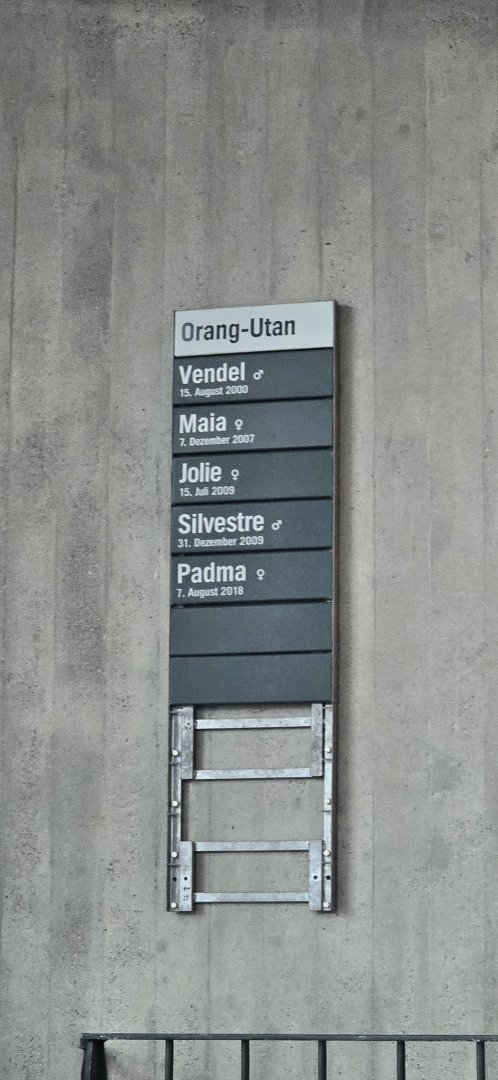 Orang-Utan
Vendel ♂
15. August 2000
Maia ♀
7. Dezember 2007
Jolie ♀
15. Juli 2009
Silvestre ♂
31. Dezember 2009
Padma ♀
7. August 2018